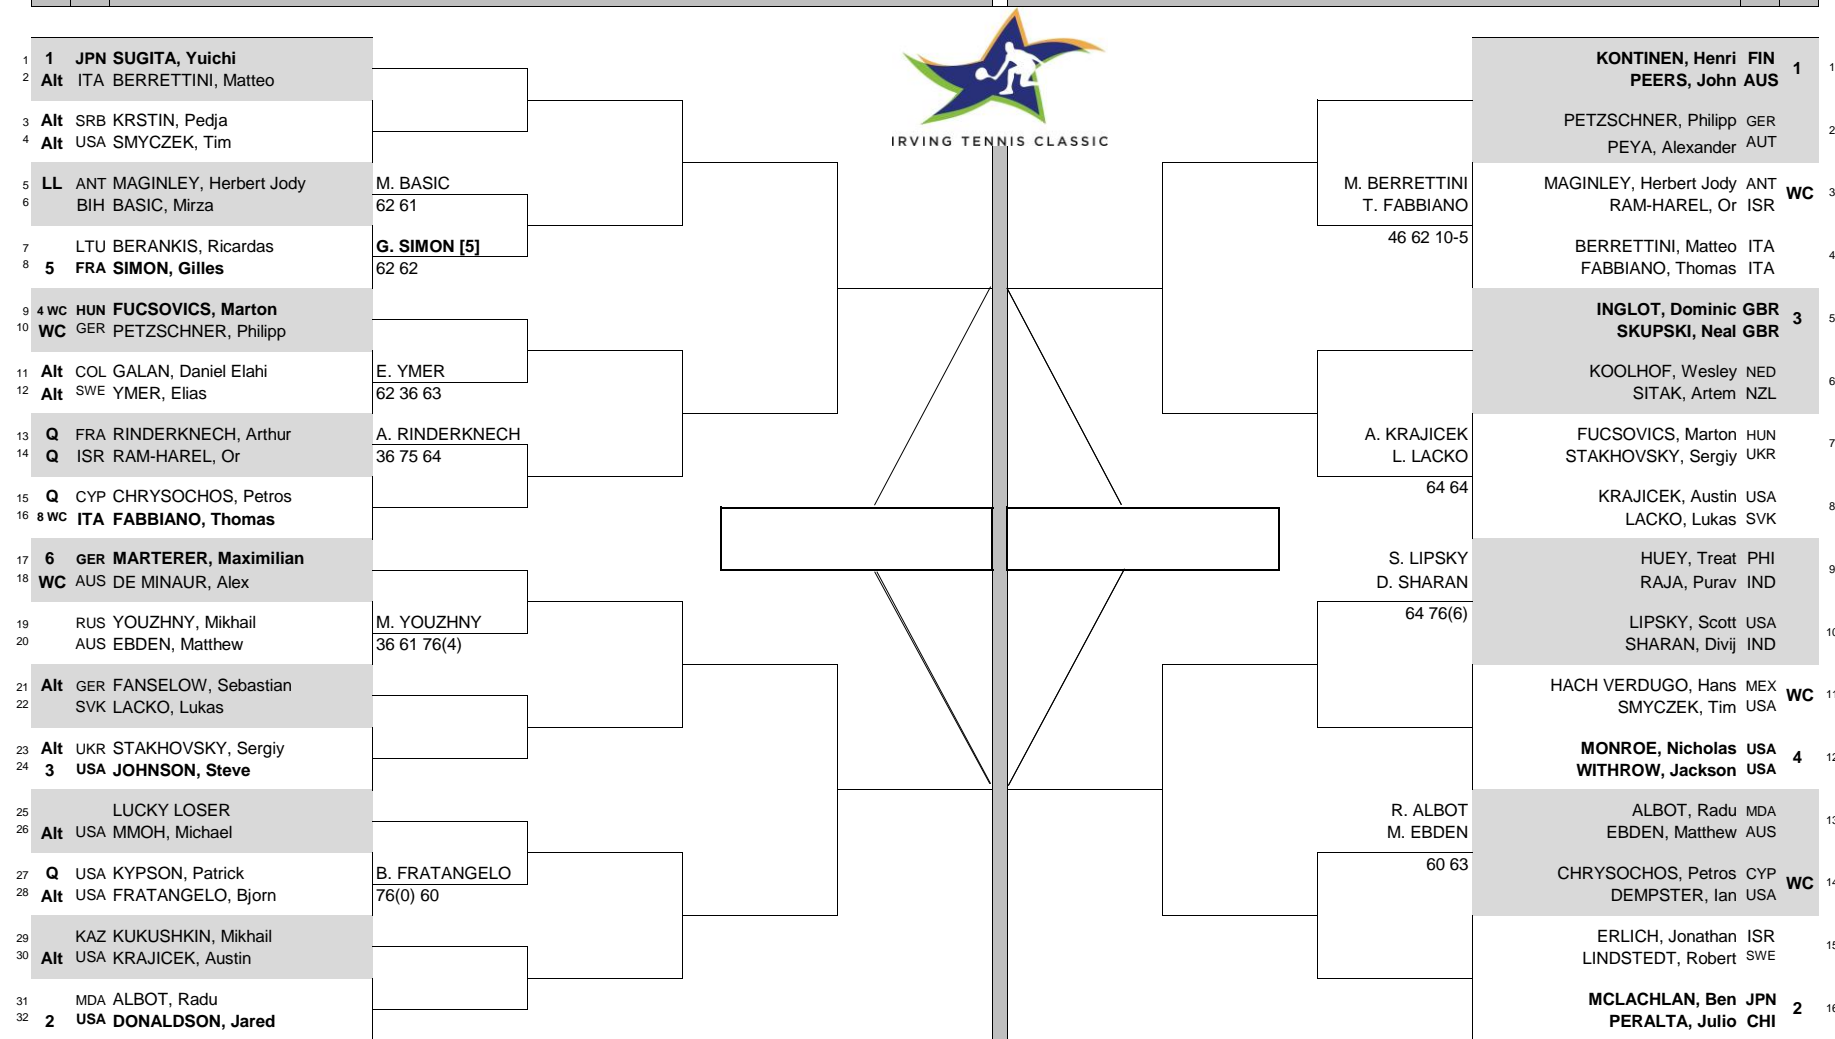 IRVING TENNIS CLASSIC
1 1 JPN SUGITA, Yuichi
2 Alt ITA BERRETTINI, Matteo
3 Alt SRB KRSTIN, Pedja
4 Alt USA SMYCZEK, Tim
5 LL ANT MAGINLEY, Herbert Jody
6 BIH BASIC, Mirza
7 LTU BERANKIS, Ricardas
8 5 FRA SIMON, Gilles
9 4 WC HUN FUCSOVICS, Marton
10 WC GER PETZSCHNER, Philipp
11 Alt COL GALAN, Daniel Elahi
12 Alt SWE YMER, Elias
13 Q FRA RINDERKNECH, Arthur
14 Q ISR RAM-HAREL, Or
15 Q CYP CHRYSOCHOS, Petros
16 8 WC ITA FABBIANO, Thomas
17 6 GER MARTERER, Maximilian
18 WC AUS DE MINAUR, Alex
19 RUS YOUZHNY, Mikhail
20 AUS EBDEN, Matthew
21 Alt GER FANSELOW, Sebastian
22 SVK LACKO, Lukas
23 Alt UKR STAKHOVSKY, Sergiy
24 3 USA JOHNSON, Steve
25 LUCKY LOSER
26 Alt USA MMOH, Michael
27 Q USA KYPSON, Patrick
28 Alt USA FRATANGELO, Bjorn
29 KAZ KUKUSHKIN, Mikhail
30 Alt USA KRAJICEK, Austin
31 MDA ALBOT, Radu
32 2 USA DONALDSON, Jared
M. BASIC
62 61
G. SIMON [5]
62 62
E. YMER
62 36 63
A. RINDERKNECH
36 75 64
M. YOUZHNY
36 61 76(4)
B. FRATANGELO
76(0) 60
M. BERRETTINI
T. FABBIANO
46 62 10-5
A. KRAJICEK
L. LACKO
64 64
S. LIPSKY
D. SHARAN
64 76(6)
R. ALBOT
M. EBDEN
60 63
KONTINEN, Henri FIN
1 1
PEERS, John AUS
PETZSCHNER, Philipp GER
2
PEYA, Alexander AUT
MAGINLEY, Herbert Jody ANT
WC 3
RAM-HAREL, Or ISR
BERRETTINI, Matteo ITA
4
FABBIANO, Thomas ITA
INGLOT, Dominic GBR
3 5
SKUPSKI, Neal GBR
KOOLHOF, Wesley NED
6
SITAK, Artem NZL
FUCSOVICS, Marton HUN
7
STAKHOVSKY, Sergiy UKR
KRAJICEK, Austin USA
8
LACKO, Lukas SVK
HUEY, Treat PHI
9
RAJA, Purav IND
LIPSKY, Scott USA
10
SHARAN, Divij IND
HACH VERDUGO, Hans MEX
WC 11
SMYCZEK, Tim USA
MONROE, Nicholas USA
4 12
WITHROW, Jackson USA
ALBOT, Radu MDA
13
EBDEN, Matthew AUS
CHRYSOCHOS, Petros CYP
WC 14
DEMPSTER, Ian USA
ERLICH, Jonathan ISR
15
LINDSTEDT, Robert SWE
MCLACHLAN, Ben JPN
2 16
PERALTA, Julio CHI